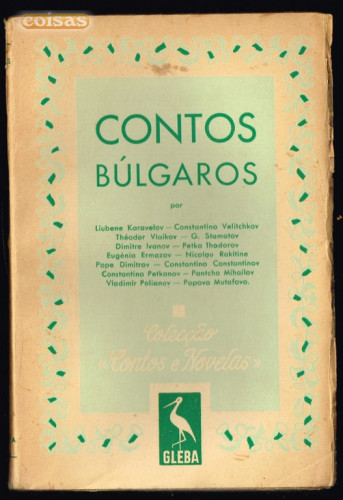 coisas
CONTOS
BÚLGAROS
por
Liubene Karavelov — Constantino Velitchkov
Théodor Vlaikov — G. Stamatov
Dimitre Ivanov — Petko Thodorov
Eugénio Ermazov — Nicolau Rakitine
Pope Dimitrov — Constantino Constantinov
Constantino Petkanov — Pantcho Mihailov
Vladimir Polianov — Popova Mutafova.
Colecção
«Contos e Novelas»
GLEBA